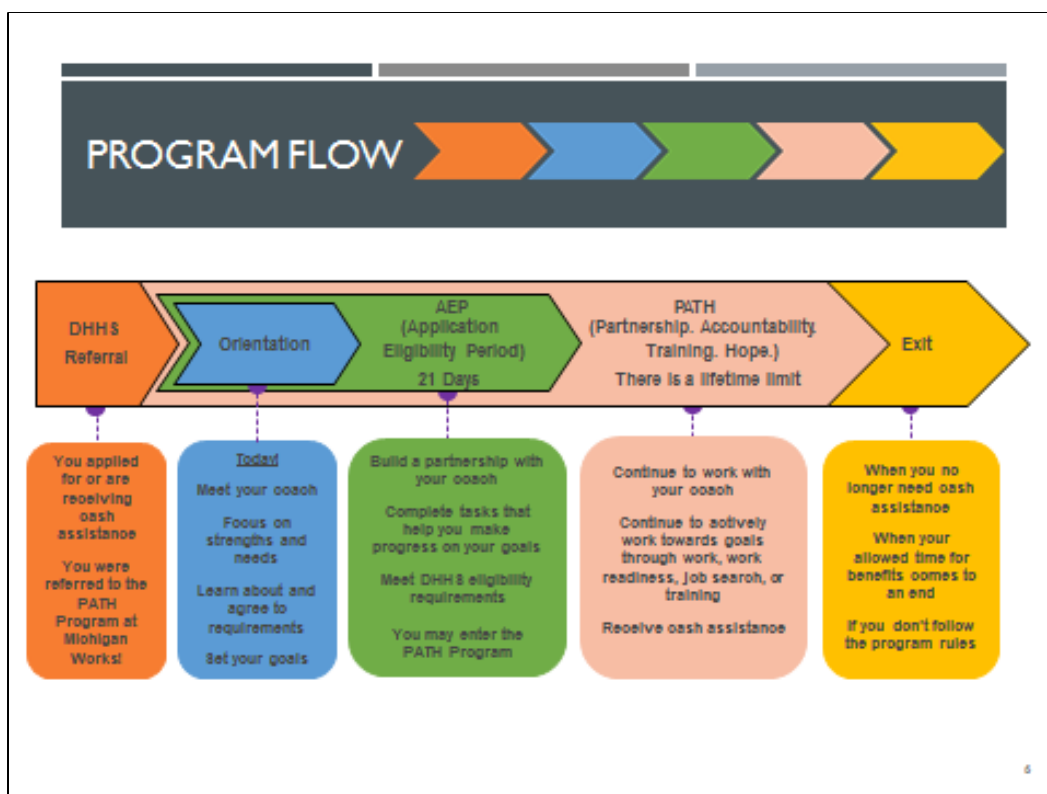 PROGRAM FLOW
DHHS
Referral
Orientation
AEP
(Application
Eligibility Period)
21 Days
PATH
(Partnership. Accountability.
Training. Hope.)
There is a lifetime limit
Exit
You applied
for or are
receiving
cash
assistance
You were
referred to the
PATH
Program at
Michigan
Works!
Today!
Meet your coach
Focus on
strengths and
needs
Learn about and
agree to
requirements
Set your goals
Build a partnership with
your coach
Complete tasks that
help you make
progress on your goals
Meet DHHS eligibility
requirements
You may enter the
PATH Program
Continue to work with
your coach
Continue to actively
work towards goals
through work, work
readiness, job search, or
training
Receive cash assistance
When you no
longer need cash
assistance
When your
allowed time for
benefits comes to
an end
If you don't follow
the program rules